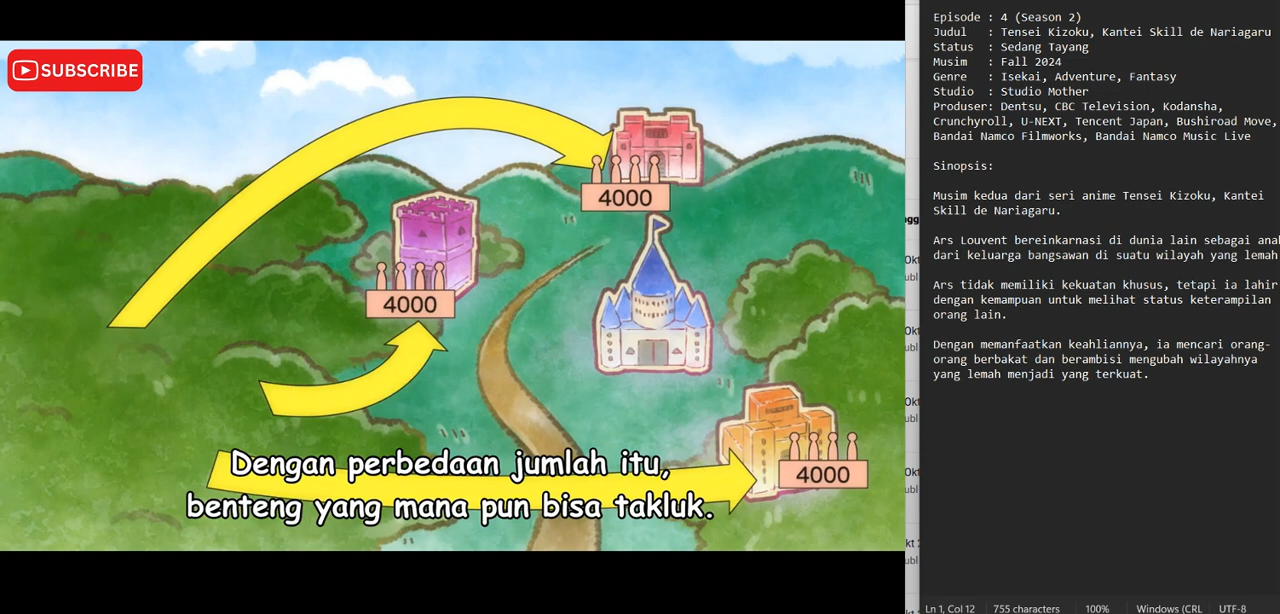 SUBSCRIBE
4000
4000
4000
Dengan perbedaan jumlah itu,
benteng yang mana pun bisa takluk.
Episode : 4 (Season 2)
Judul : Tensei Kizoku, Kantei Skill de Nariagaru
Status : Sedang Tayang
Musim : Fall 2024
Genre : Isekai, Adventure, Fantasy
Studio : Studio Mother
Produser: Dentsu, CBC Television, Kodansha,
Crunchyroll, U-NEXT, Tencent Japan, Bushiroad Move,
Bandai Namco Filmworks, Bandai Namco Music Live
Sinopsis:
Musim kedua dari seri anime Tensei Kizoku, Kantei
Skill de Nariagaru.
Ars Louvent bereinkarnasi di dunia lain sebagai
dari keluarga bangsawan di suatu wilayah yang lemah
Ars tidak memiliki kekuatan khusus, tetapi ia lahir
dengan kemampuan untuk melihat status keterampilan
orang lain.
Dengan memanfaatkan keahliannya, ia mencari orang-
orang berbakat dan berambisi mengubah wilayahnya
yang lemah menjadi yang terkuat.
Ln 1, Col 12 755 characters 100% Windows (CRL UTF-8